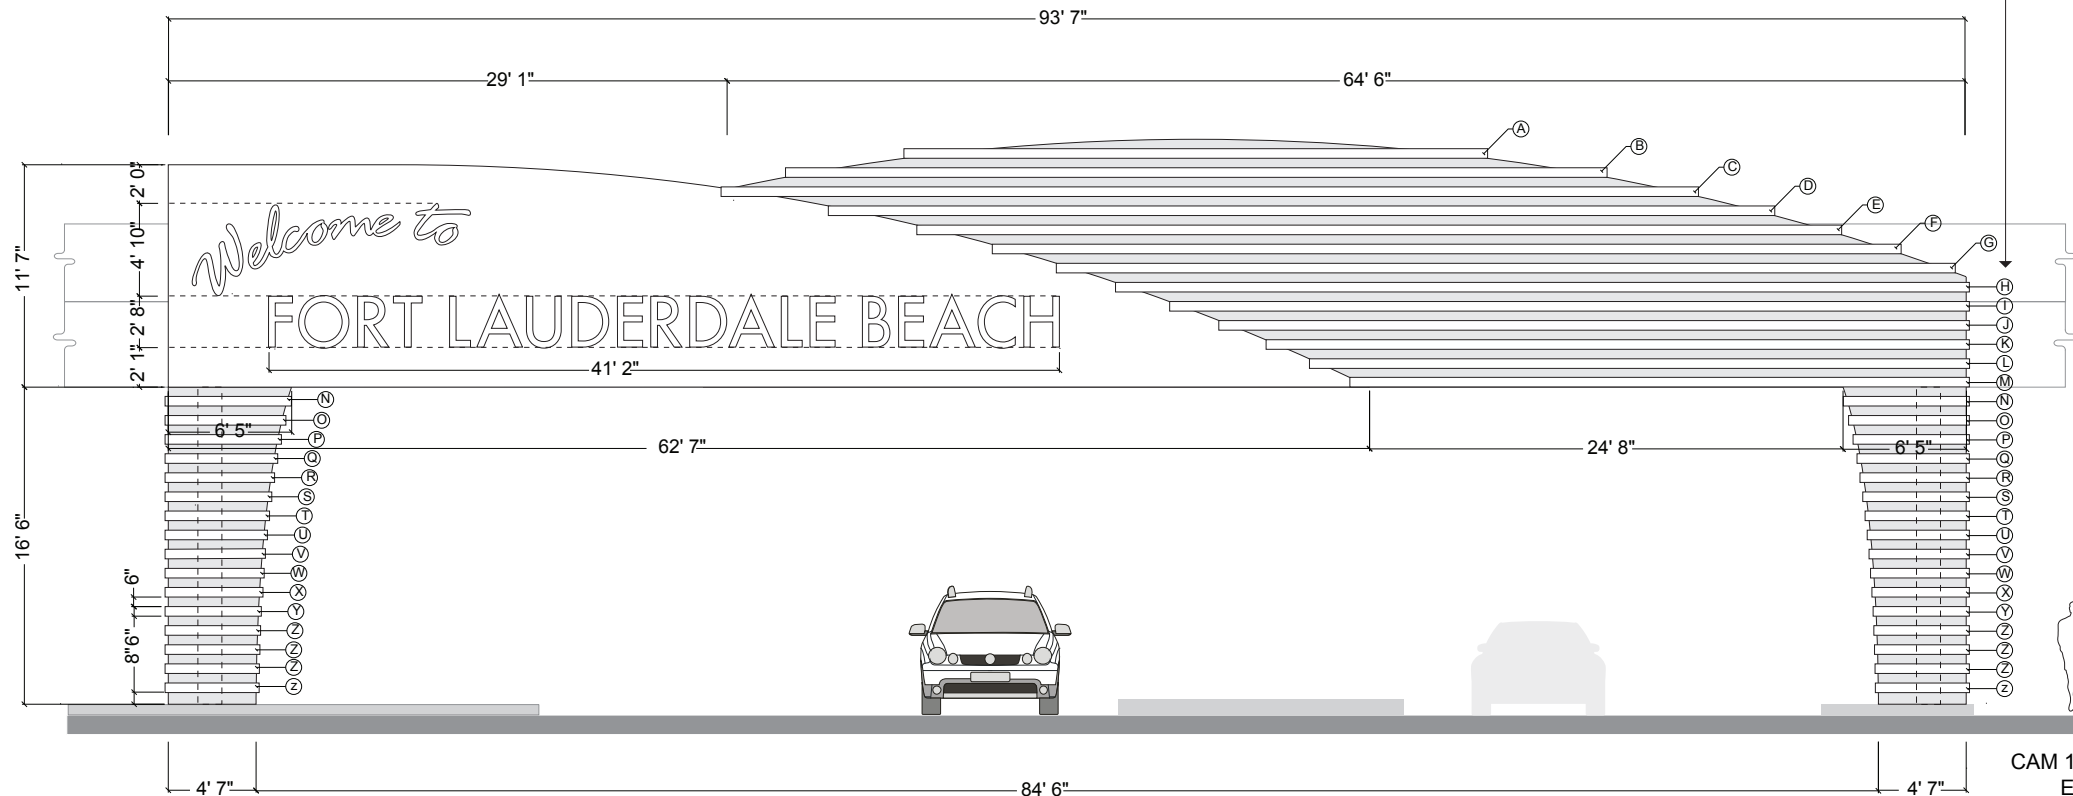 93' 7"
29' 1"
64' 6"
A
B
C
D
E
F
G
H
I
J
K
L
M
11' 7"
2' 0"
4' 10"
2' 8"
2' 1"
Welcome to
FORT LAUDERDALE BEACH
41' 2"
N
O
P
Q
R
S
T
U
V
W
X
Y
Z
Z
Z
z
6' 5"
62' 7"
24' 8"
6' 5"
N
O
P
Q
R
S
T
U
V
W
X
Y
Z
Z
Z
z
16' 6"
6"
8"6"
4' 7"
84' 6"
4' 7"
CAM 1
E